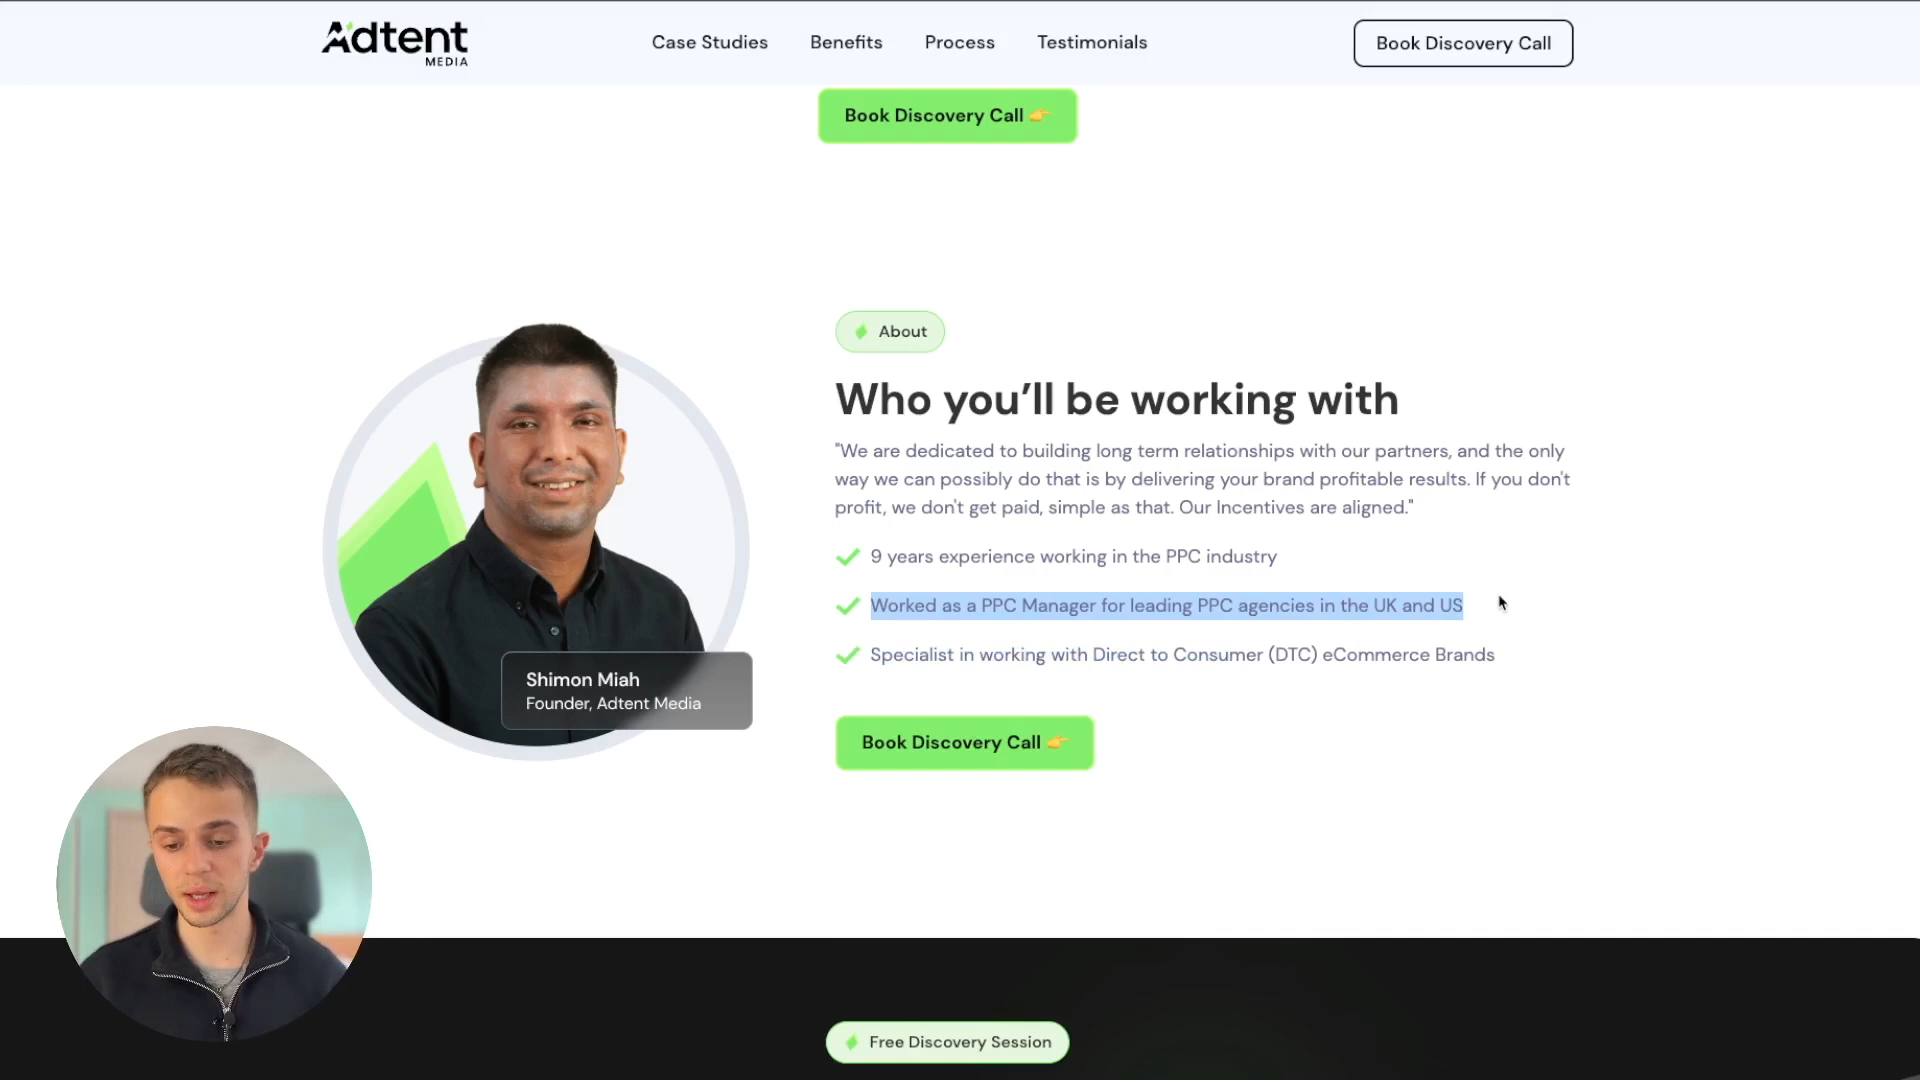 Adtent
MEDIA
Case Studies
Benefits
Process
Testimonials
Book Discovery Call
Book Discovery Call
About
Who you’ll be working with
"We are dedicated to building long term relationships with our partners, and the only
way we can possibly do that is by delivering your brand profitable results. If you don't
profit, we don't get paid, simple as that. Our Incentives are aligned."
9 years experience working in the PPC industry
Worked as a PPC Manager for leading PPC agencies in the UK and US
Specialist in working with Direct to Consumer (DTC) eCommerce Brands
Shimon Miah
Founder, Adtent Media
Book Discovery Call
Free Discovery Session